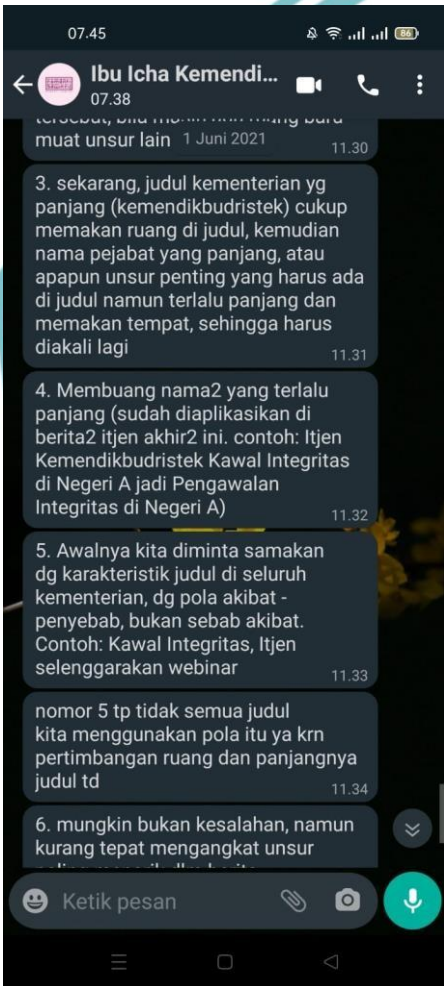 07.45
86
Ibu Icha Kemendi...
07.38
muat unsur lain
1 Juni 2021
11.30
3. sekarang, judul kementerian yg
panjang (kemendikbudristek) cukup
memakan ruang di judul, kemudian
nama pejabat yang panjang, atau
apapun unsur penting yang harus ada
di judul namun terlalu panjang dan
memakan tempat, sehingga harus
diakali lagi
11.31
4. Membuang nama2 yang terlalu
panjang (sudah diaplikasikan di
berita2 itjen akhir2 ini. contoh: Itjen
Kemendikbudristek Kawal Integritas
di Negeri A jadi Pengawalan
Integritas di Negeri A)
11.32
5. Awalnya kita diminta samakan
dg karakteristik judul di seluruh
kementerian, dg pola akibat -
penyebab, bukan sebab akibat.
Contoh: Kawal Integritas, Itjen
selenggarakan webinar
11.33
nomor 5 tp tidak semua judul
kita menggunakan pola itu ya krn
pertimbangan ruang dan panjangnya
judul td
11.34
6. mungkin bukan kesalahan, namun
kurang tepat mengangkat unsur
Ketik pesan